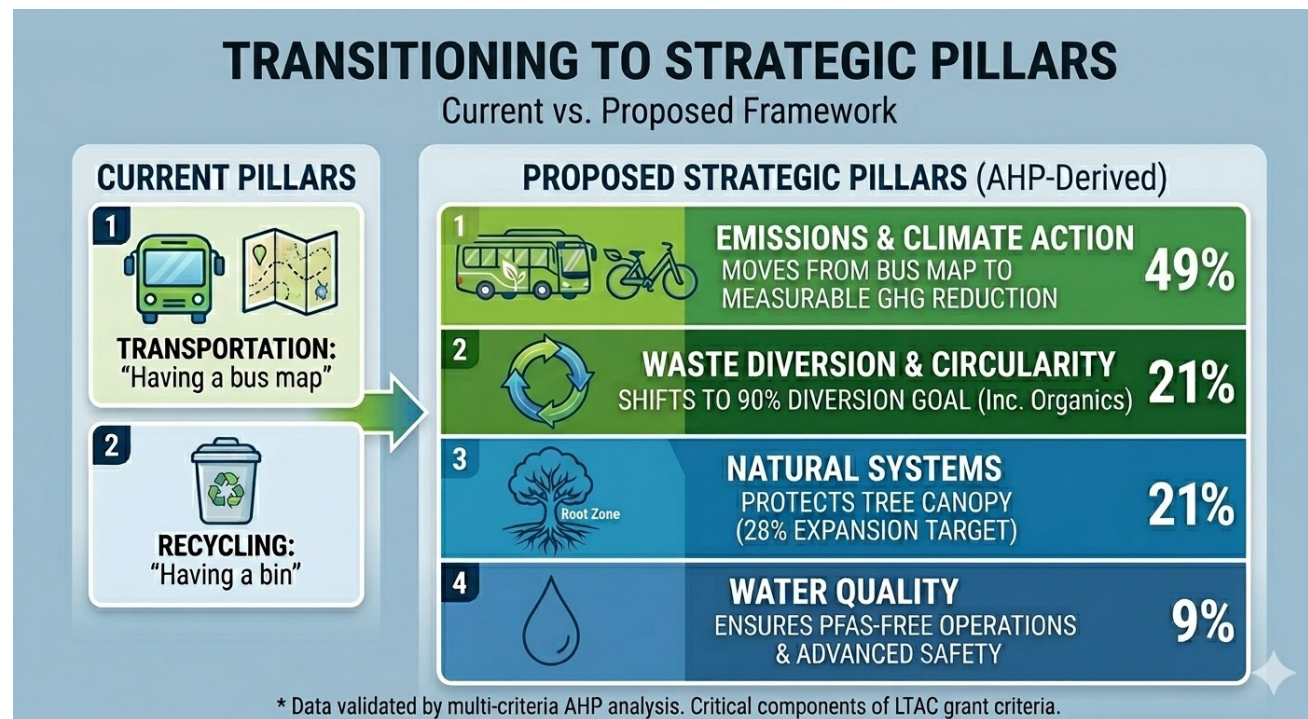 TRANSITIONING TO STRATEGIC PILLARS
Current vs. Proposed Framework
CURRENT PILLARS
1
TRANSPORTATION:
“Having a bus map”
2
RECYCLING:
“Having a bin”
PROPOSED STRATEGIC PILLARS (AHP-Derived)
1
EMISSIONS & CLIMATE ACTION
MOVES FROM BUS MAP TO
MEASURABLE GHG REDUCTION
49%
2
WASTE DIVERSION & CIRCULARITY
SHIFTS TO 90% DIVERSION GOAL (Inc. Organics)
21%
3
Root Zone
NATURAL SYSTEMS
PROTECTS TREE CANOPY
(28% EXPANSION TARGET)
21%
4
WATER QUALITY
ENSURES PFAS-FREE OPERATIONS
& ADVANCED SAFETY
9%
* Data validated by multi-criteria AHP analysis. Critical components of LTAC grant criteria.